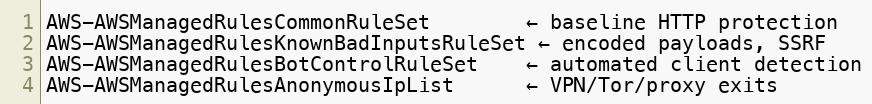 1 AWS-AWSManagedRulesCommonRuleSet ← baseline HTTP protection
2 AWS-AWSManagedRulesKnownBadInputsRuleSet ← encoded payloads, SSRF
3 AWS-AWSManagedRulesBotControlRuleSet ← automated client detection
4 AWS-AWSManagedRulesAnonymousIpList ← VPN/Tor/proxy exits